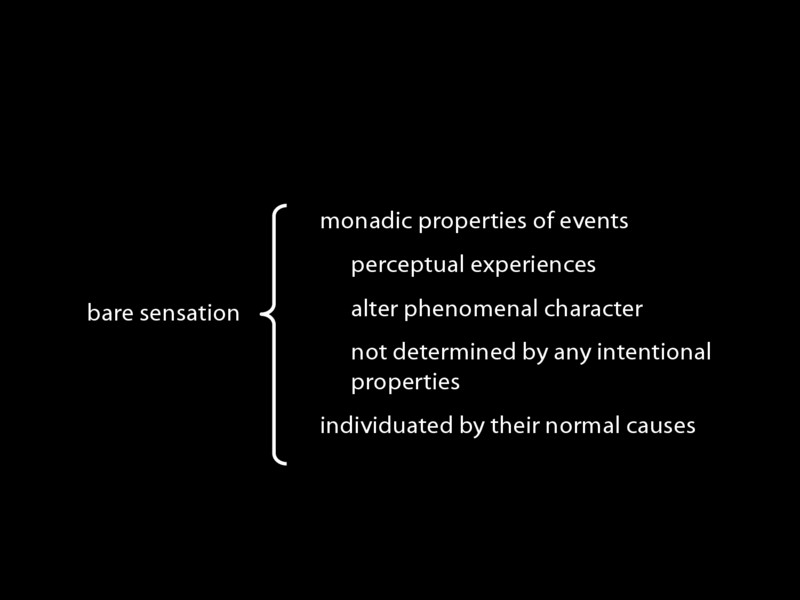 monadic properties of events
perceptual experiences
bare sensation
alter phenomenal character
not determined by any intentional
properties
individuated by their normal causes